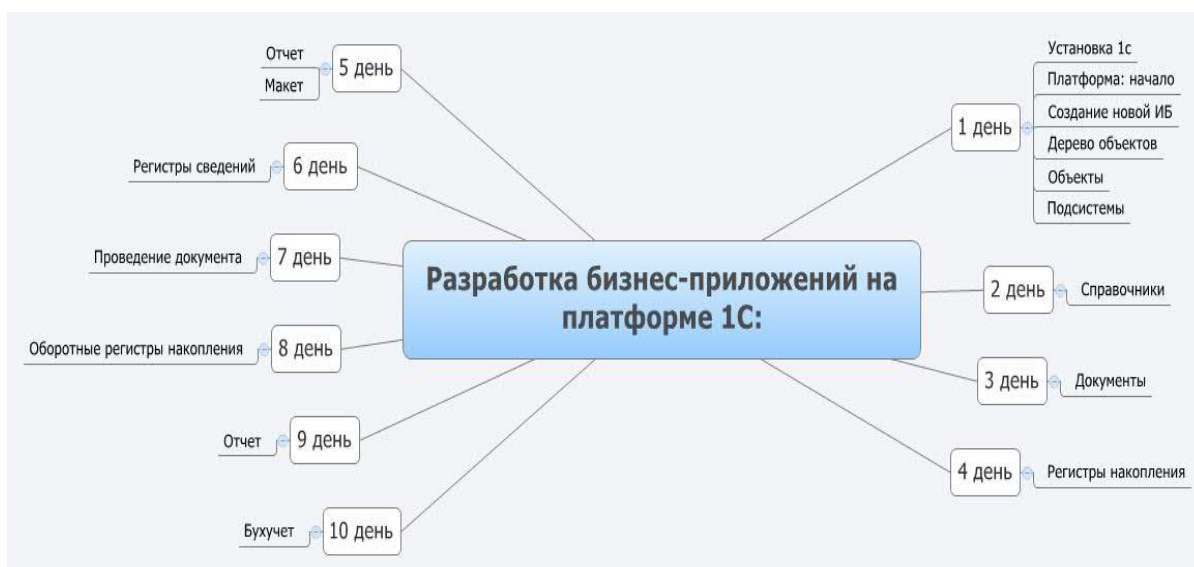 Разработка бизнес-приложений на
платформе 1С:
1 день
Установка 1с
Платформа: начало
Создание новой ИБ
Дерево объектов
Объекты
Подсистемы
2 день
Справочники
3 день
Документы
4 день
Регистры накопления
5 день
Отчет
Макет
6 день
Регистры сведений
7 день
Проведение документа
8 день
Оборотные регистры накопления
9 день
Отчет
10 день
Бухучет